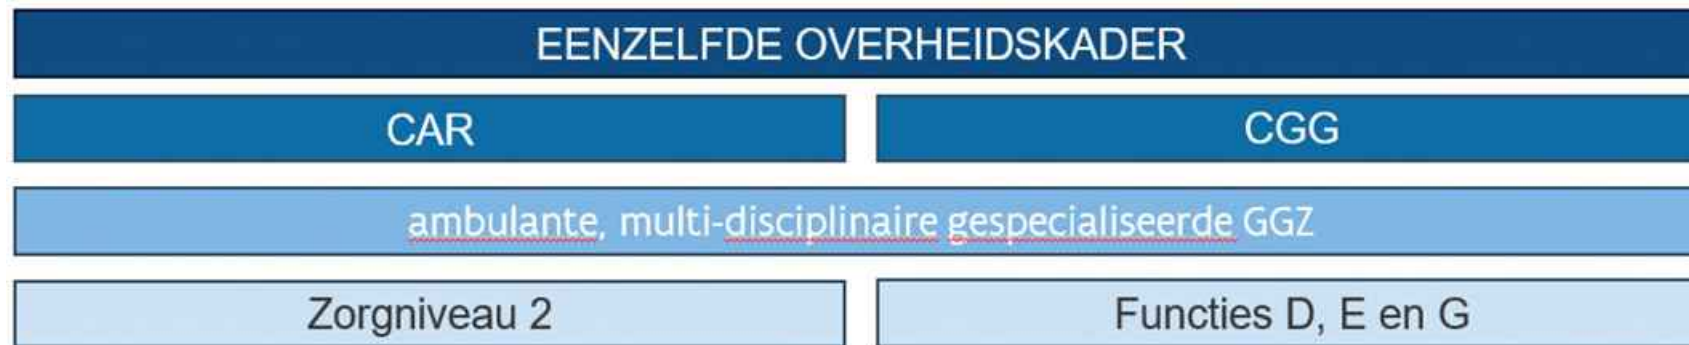 EENZELFDE OVERHEIDSKADER
CAR
CGG
ambulante, multi-disciplinaire gespecialiseerde GGZ
Zorgniveau 2
Functies D, E en G